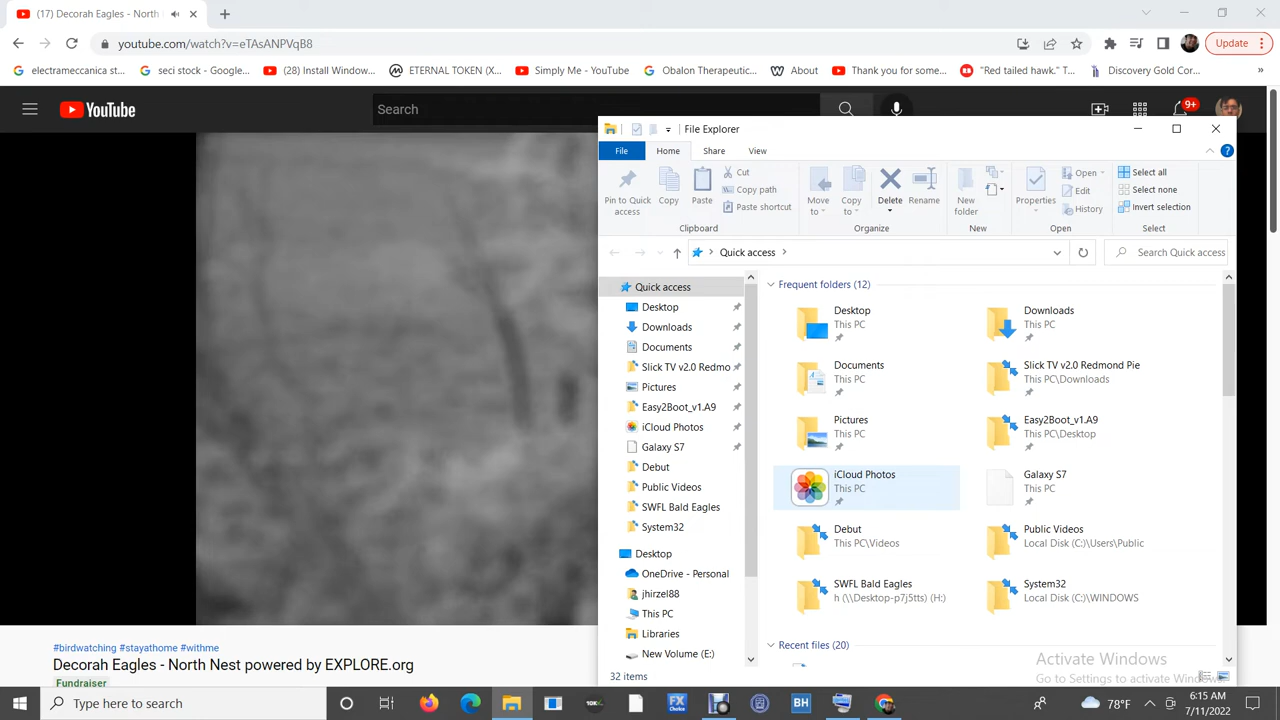 (17) Decorah Eagles - North
youtube.com/watch?v=eTAsANPVqB8
Update
electrameccanica st...
seci stock - Google...
(28) Install Window...
ETERNAL TOKEN (X...
Simply Me - YouTube
Obalon Therapeutic...
About
Thank you for some...
"Red tailed hawk." T...
Discovery Gold Cor...
»
YouTube
Search
9+
File Explorer
File
Home
Share
View
Pin to Quick access
Copy
Paste
Cut
Copy path
Paste shortcut
Clipboard
Move to
Copy to
Delete
Rename
Organize
New folder
New
Properties
Open
Edit
History
Open
Select all
Select none
Invert selection
Select
Quick access
Search Quick access
Quick access
Desktop
Downloads
Documents
Slick TV v2.0 Redmo
Pictures
Easy2Boot_v1.A9
iCloud Photos
Galaxy S7
Debut
Public Videos
SWFL Bald Eagles
System32
Desktop
OneDrive - Personal
jhirzel88
This PC
Libraries
New Volume (E:)
Frequent folders (12)
Desktop
This PC
Downloads
This PC
Documents
This PC
Slick TV v2.0 Redmond Pie
This PC\Downloads
Pictures
This PC
Easy2Boot_v1.A9
This PC\Desktop
iCloud Photos
This PC
Galaxy S7
This PC
Debut
This PC\Videos
Public Videos
Local Disk (C:)\Users\Public
SWFL Bald Eagles
h (\\Desktop-p7j5tts) (H:)
System32
Local Disk (C:)\WINDOWS
Recent files (20)
32 items
Activate Windows
Go to Settings to activate Windows
#birdwatching #stayathome #withme
Decorah Eagles - North Nest powered by EXPLORE.org
Fundraiser
Type here to search
FX
Choice
BH
78°F
6:15 AM
7/11/2022